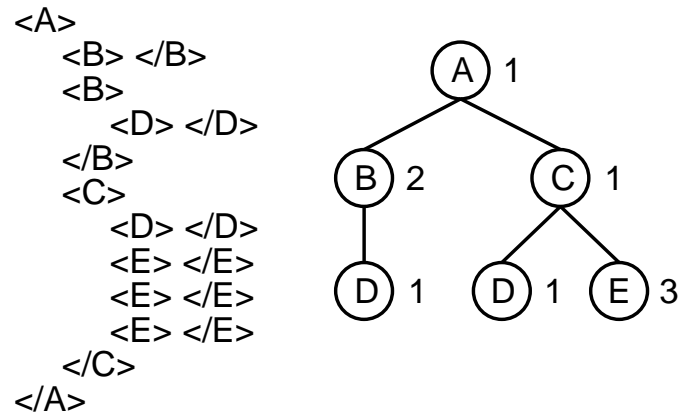 <A>
<B> </B>
<B>
<D> </D>
</B>
<C>
<D> </D>
<E> </E>
<E> </E>
<E> </E>
</C>
</A>
A 1
B 2 C 1
D 1 D 1 E 3